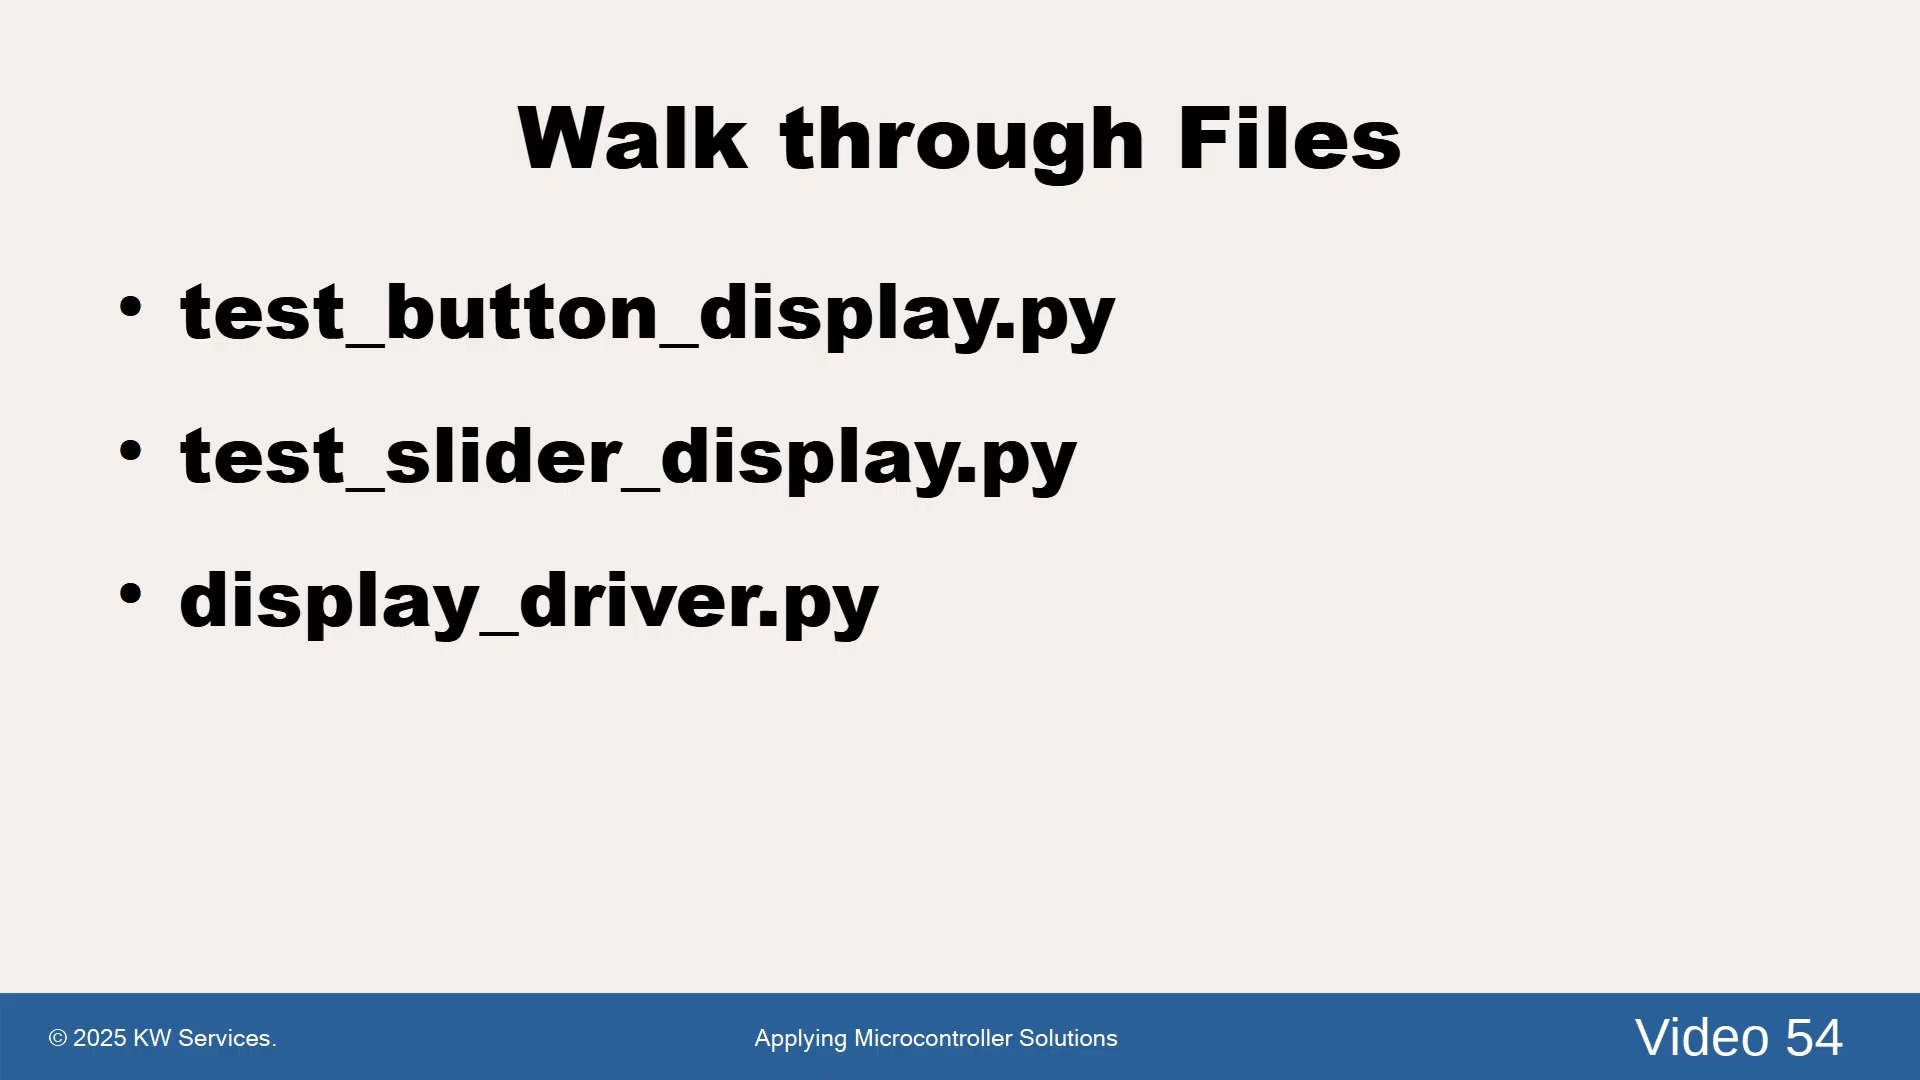 Walk through Files
• test_button_display.py
• test_slider_display.py
• display_driver.py
© 2025 KW Services.
Applying Microcontroller Solutions
Video 54